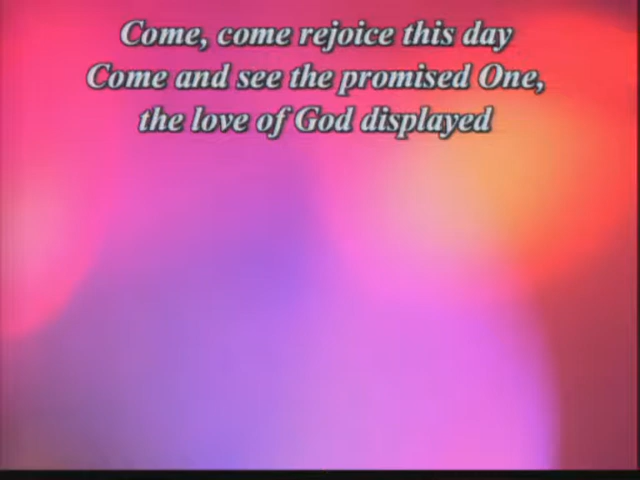 Come, come rejoice this day
Come and see the promised One,
the love of God displayed